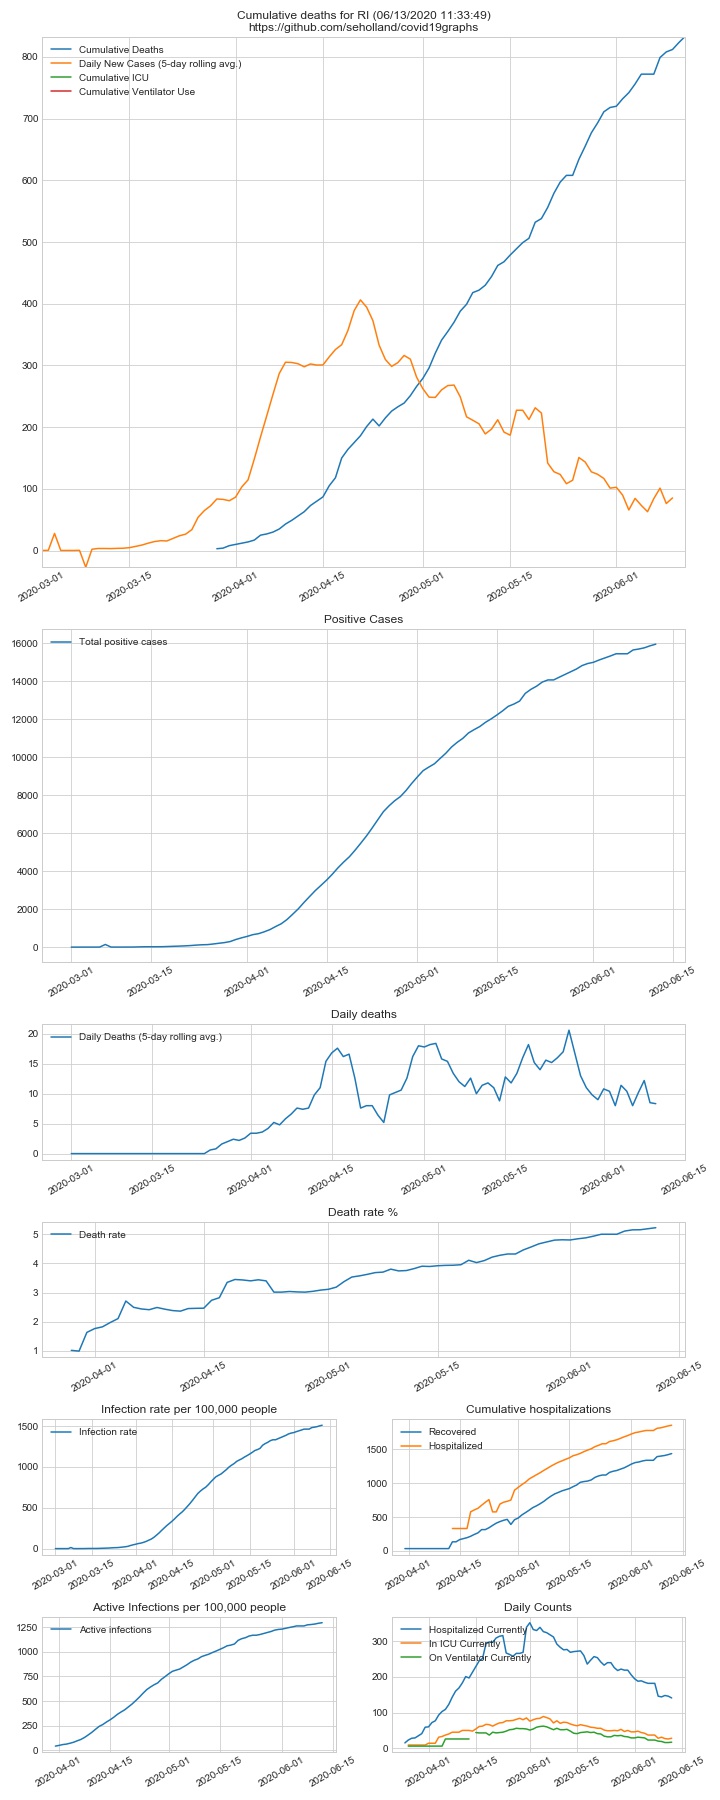 Cumulative deaths for RI (06/13/2020 11:33:49)
https://github.com/seholland/covid19graphs
Cumulative Deaths
Daily New Cases (5-day rolling avg.)
Cumulative ICU
Cumulative Ventilator Use
800
700
600
500
400
300
200
100
0
2020-03-01 2020-03-15 2020-04-01 2020-04-15 2020-05-01 2020-05-15 2020-06-01
Positive Cases
Total positive cases
16000
14000
12000
10000
8000
6000
4000
2000
0
2020-03-01 2020-03-15 2020-04-01 2020-04-15 2020-05-01 2020-05-15 2020-06-01 2020-06-15
Daily deaths
Daily Deaths (5-day rolling avg.)
20
15
10
5
0
2020-03-01 2020-03-15 2020-04-01 2020-04-15 2020-05-01 2020-05-15 2020-06-01 2020-06-15
Death rate %
Death rate
5
4
3
2
1
2020-04-01 2020-04-15 2020-05-01 2020-05-15 2020-06-01 2020-06-15
Infection rate per 100,000 people
Infection rate
1500
1000
500
0
2020-03-01 2020-03-15 2020-04-01 2020-04-15 2020-05-01 2020-05-15 2020-06-01 2020-06-15
Cumulative hospitalizations
Recovered
Hospitalized
1500
1000
500
0
2020-04-01 2020-04-15 2020-05-01 2020-05-15 2020-06-01 2020-06-15
Active Infections per 100,000 people
Active infections
1250
1000
750
500
250
0
2020-04-01 2020-04-15 2020-05-01 2020-05-15 2020-06-01 2020-06-15
Daily Counts
Hospitalized Currently
In ICU Currently
On Ventilator Currently
300
200
100
0
2020-04-01 2020-04-15 2020-05-01 2020-05-15 2020-06-01 2020-06-15